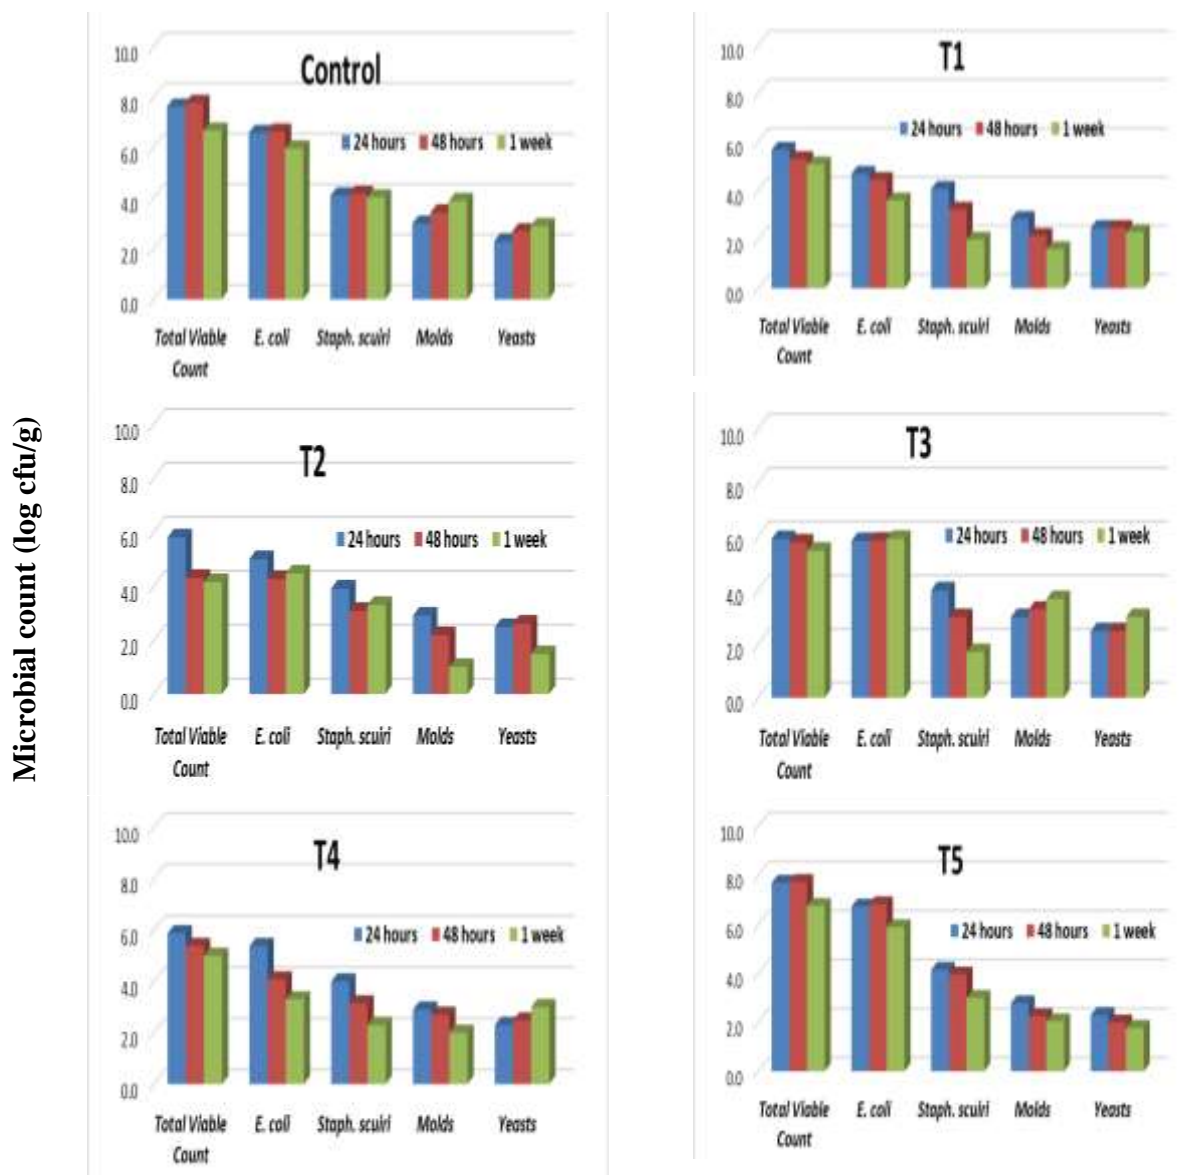 Microbial count (log cfu/g)
Control
10.0
8.0
6.0
4.0
2.0
0.0
24 hours 48 hours 1 week
Total Viable Count E. coli Staph. scuiri Molds Yeasts
T1
10.0
8.0
6.0
4.0
2.0
0.0
24 hours 48 hours 1 week
Total Viable Count E. coli Staph. scuiri Molds Yeasts
T2
10.0
8.0
6.0
4.0
2.0
0.0
24 hours 48 hours 1 week
Total Viable Count E. coli Staph. scuiri Molds Yeasts
T3
10.0
8.0
6.0
4.0
2.0
0.0
24 hours 48 hours 1 week
Total Viable Count E. coli Staph. scuiri Molds Yeasts
T4
10.0
8.0
6.0
4.0
2.0
0.0
24 hours 48 hours 1 week
Total Viable Count E. coli Staph. scuiri Molds Yeasts
T5
10.0
8.0
6.0
4.0
2.0
0.0
24 hours 48 hours 1 week
Total Viable Count E. coli Staph. scuiri Molds Yeasts